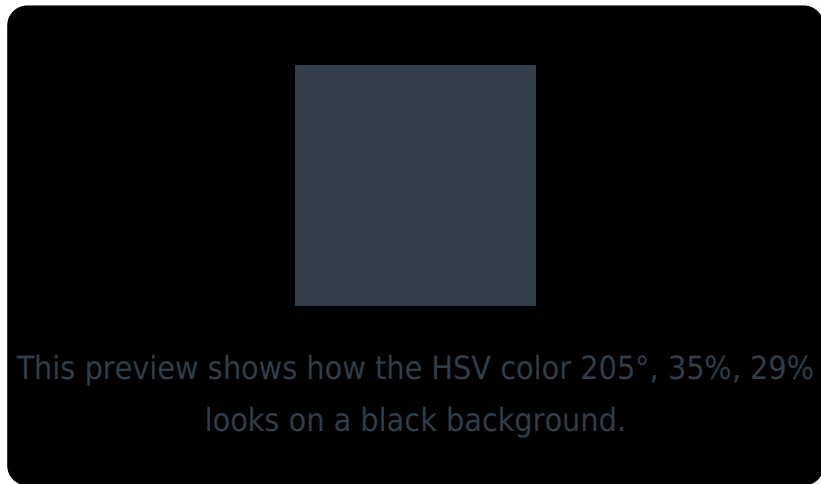 This preview shows how the HSV color 205°, 35%, 29%
looks on a black background.